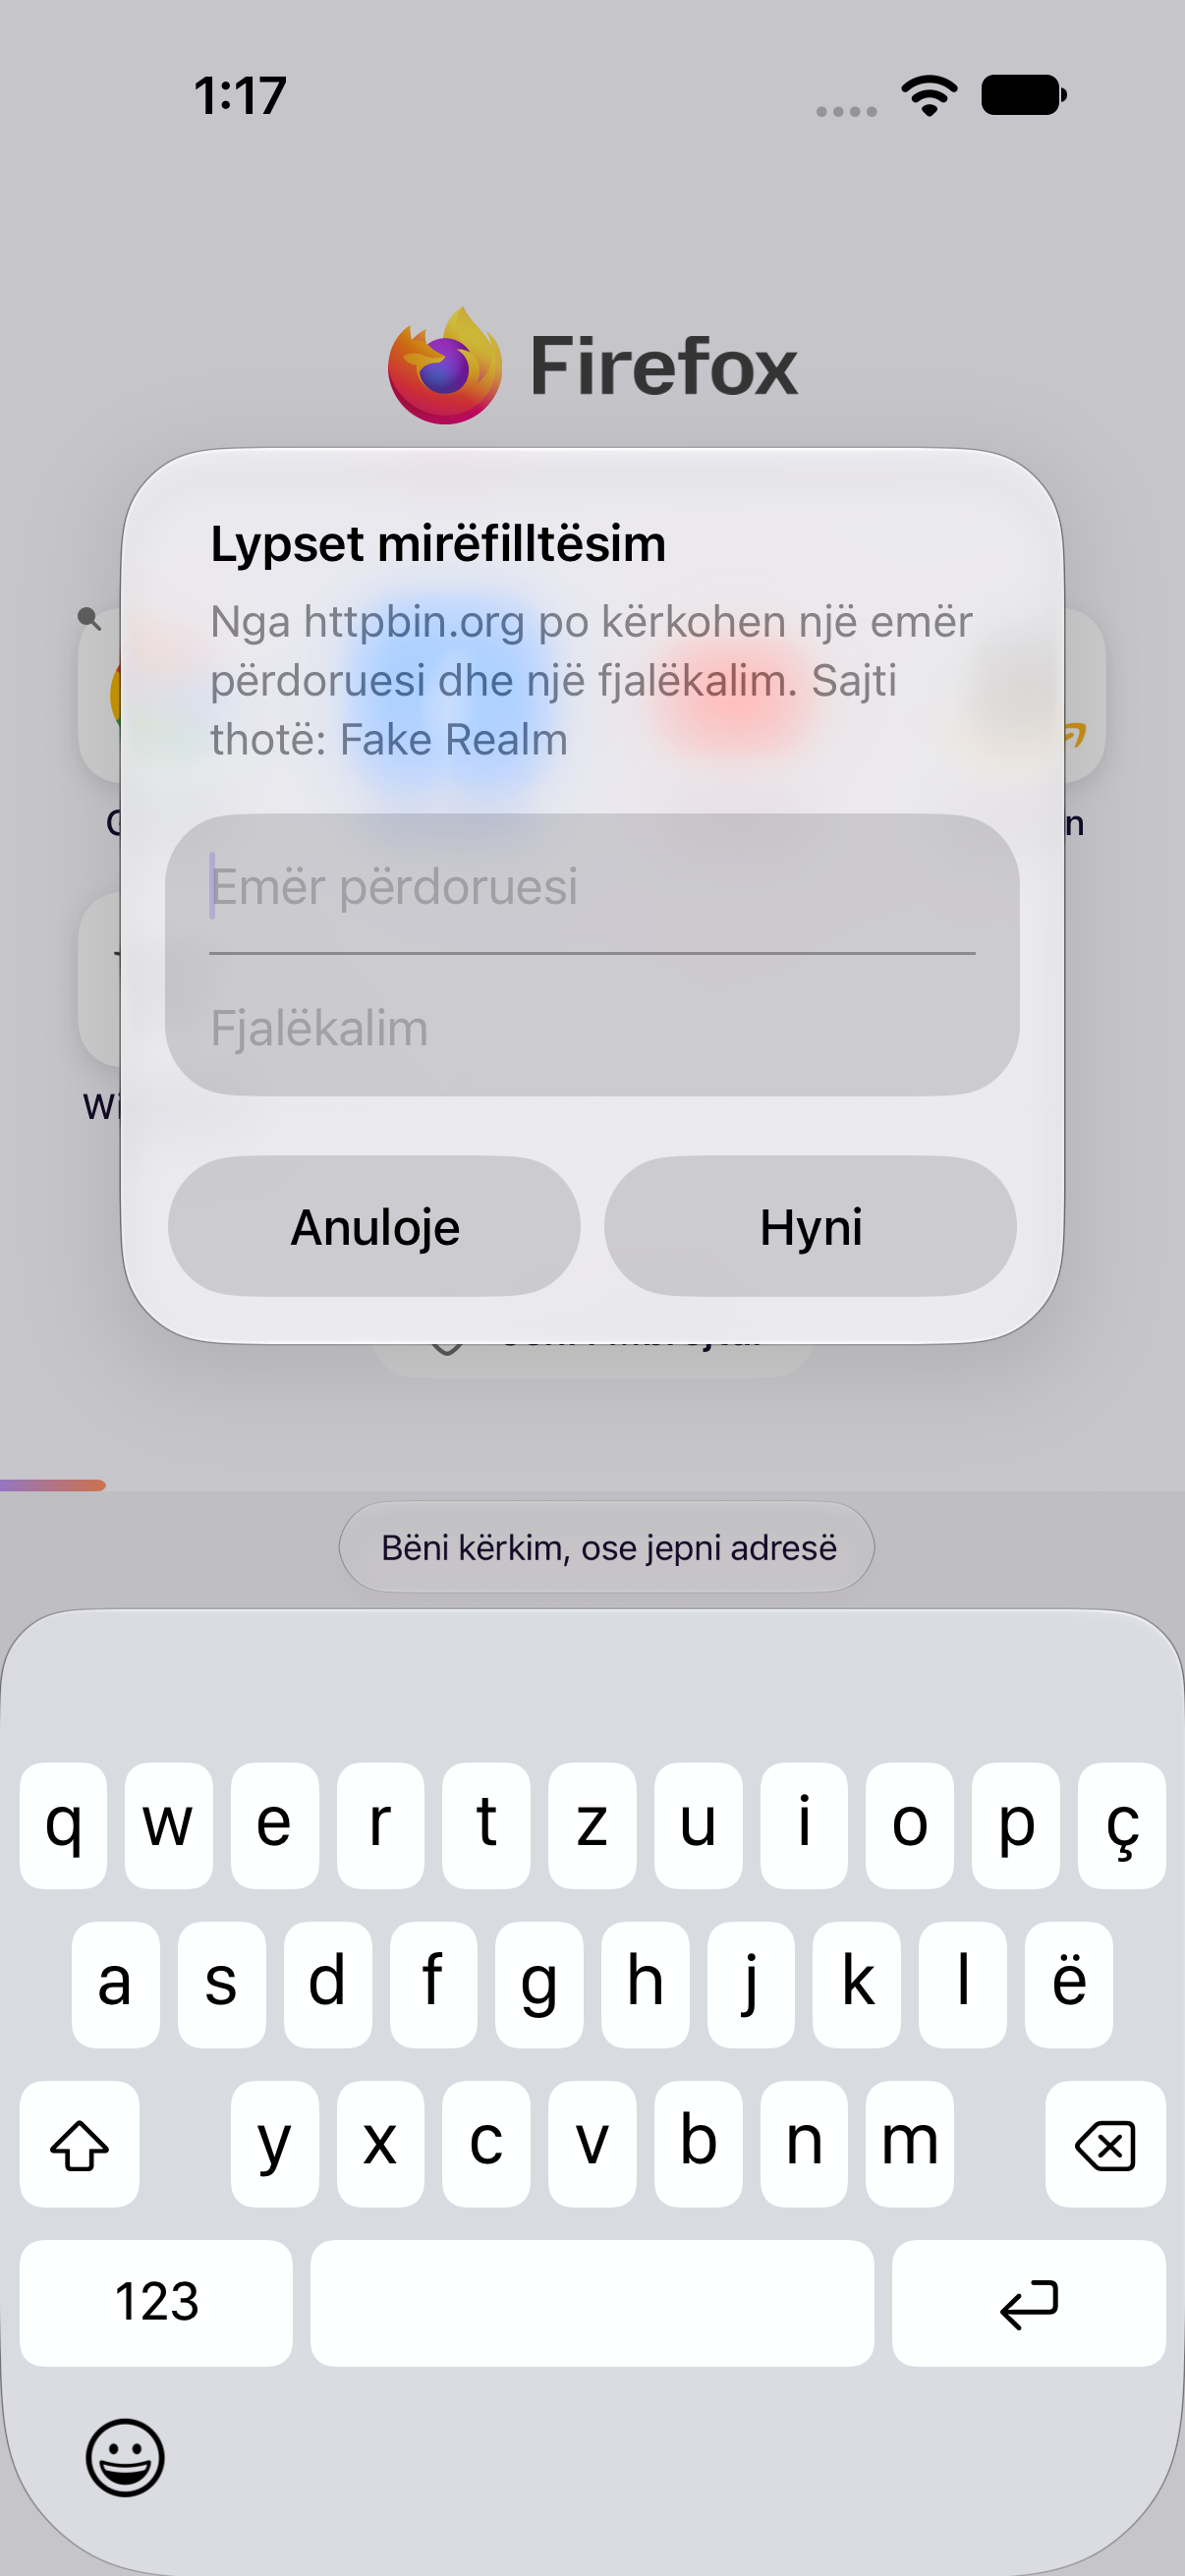 1:17
Firefox
Lypset mirëfilltësim
Nga httpbin.org po kërkohen një emër
përdoruesi dhe një fjalëkalim. Sajti
thotë: Fake Realm
Emër përdoruesi
Fjalëkalim
Anuloje
Hyni
Bëni kërkim, ose jepni adresë
q w e r t z u i o p ç
a s d f g h j k l ë
y x c v b n m
123